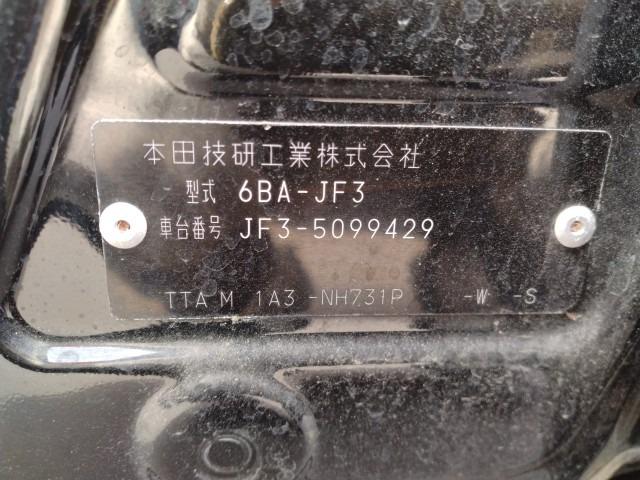 本田技研工業株式会社
型式 6BA-JF3
車台番号 JF3-5099429
TTA M 1A3 -NH731P -W -S